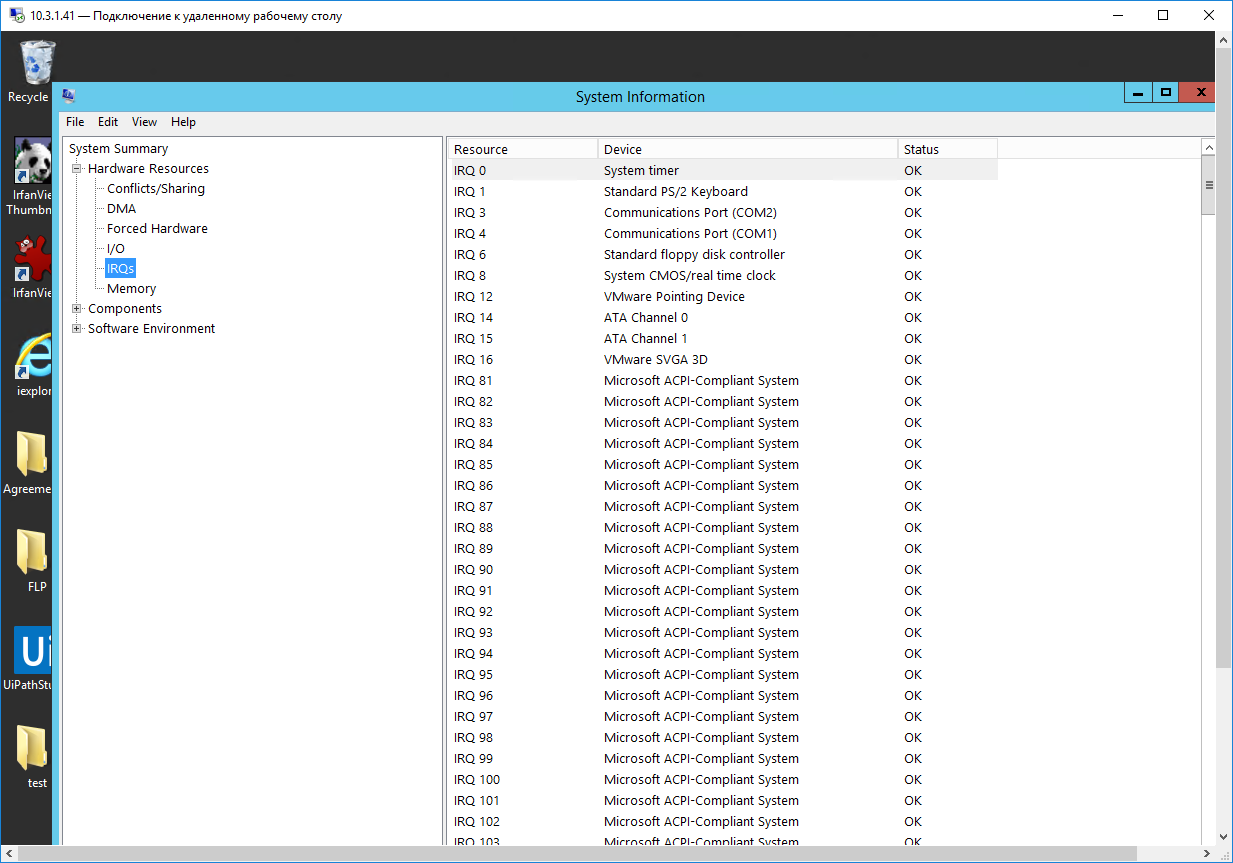 10.3.1.41 — Подключение к удаленному рабочему столу
Recycle
System Information
File Edit View Help
IrfanVie
Thumbn
IrfanVie
iexplor
Agreeme
FLP
Ui
UiPathStu
test
System Summary
Hardware Resources
Conflicts/Sharing
DMA
Forced Hardware
I/O
IRQs
Memory
Components
Software Environment
Resource Device Status
IRQ 0 System timer OK
IRQ 1 Standard PS/2 Keyboard OK
IRQ 3 Communications Port (COM2) OK
IRQ 4 Communications Port (COM1) OK
IRQ 6 Standard floppy disk controller OK
IRQ 8 System CMOS/real time clock OK
IRQ 12 VMware Pointing Device OK
IRQ 14 ATA Channel 0 OK
IRQ 15 ATA Channel 1 OK
IRQ 16 VMware SVGA 3D OK
IRQ 81 Microsoft ACPI-Compliant System OK
IRQ 82 Microsoft ACPI-Compliant System OK
IRQ 83 Microsoft ACPI-Compliant System OK
IRQ 84 Microsoft ACPI-Compliant System OK
IRQ 85 Microsoft ACPI-Compliant System OK
IRQ 86 Microsoft ACPI-Compliant System OK
IRQ 87 Microsoft ACPI-Compliant System OK
IRQ 88 Microsoft ACPI-Compliant System OK
IRQ 89 Microsoft ACPI-Compliant System OK
IRQ 90 Microsoft ACPI-Compliant System OK
IRQ 91 Microsoft ACPI-Compliant System OK
IRQ 92 Microsoft ACPI-Compliant System OK
IRQ 93 Microsoft ACPI-Compliant System OK
IRQ 94 Microsoft ACPI-Compliant System OK
IRQ 95 Microsoft ACPI-Compliant System OK
IRQ 96 Microsoft ACPI-Compliant System OK
IRQ 97 Microsoft ACPI-Compliant System OK
IRQ 98 Microsoft ACPI-Compliant System OK
IRQ 99 Microsoft ACPI-Compliant System OK
IRQ 100 Microsoft ACPI-Compliant System OK
IRQ 101 Microsoft ACPI-Compliant System OK
IRQ 102 Microsoft ACPI-Compliant System OK
IRQ 103 Microsoft ACPI-Compliant System OK